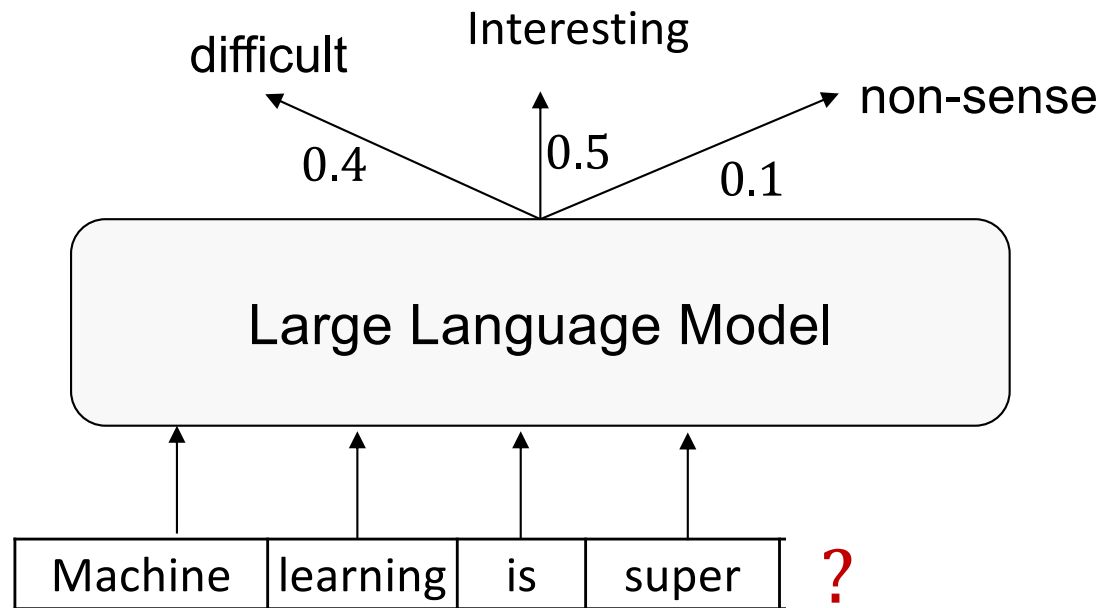 Interesting
difficult
non-sense
0.4
0.5
0.1
Large Language Model
Machine learning is super ?